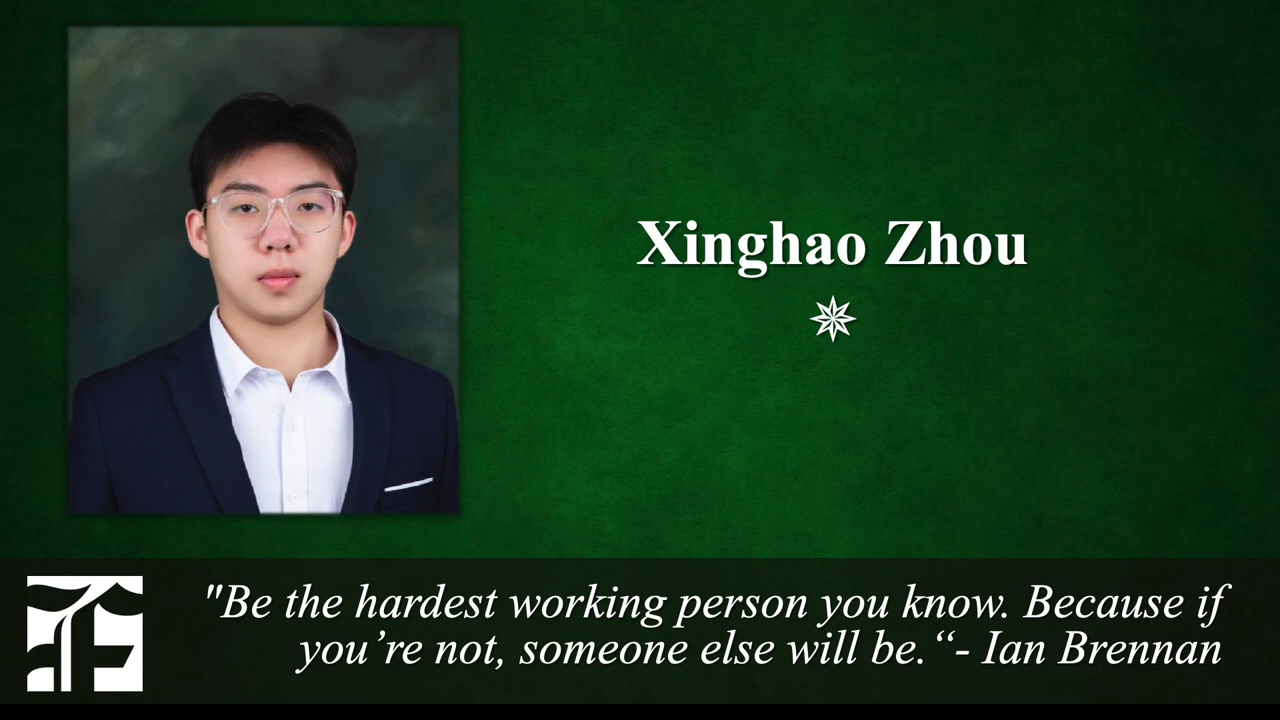 Xinghao Zhou
"Be the hardest working person you know. Because if
you’re not, someone else will be.“- Ian Brennan